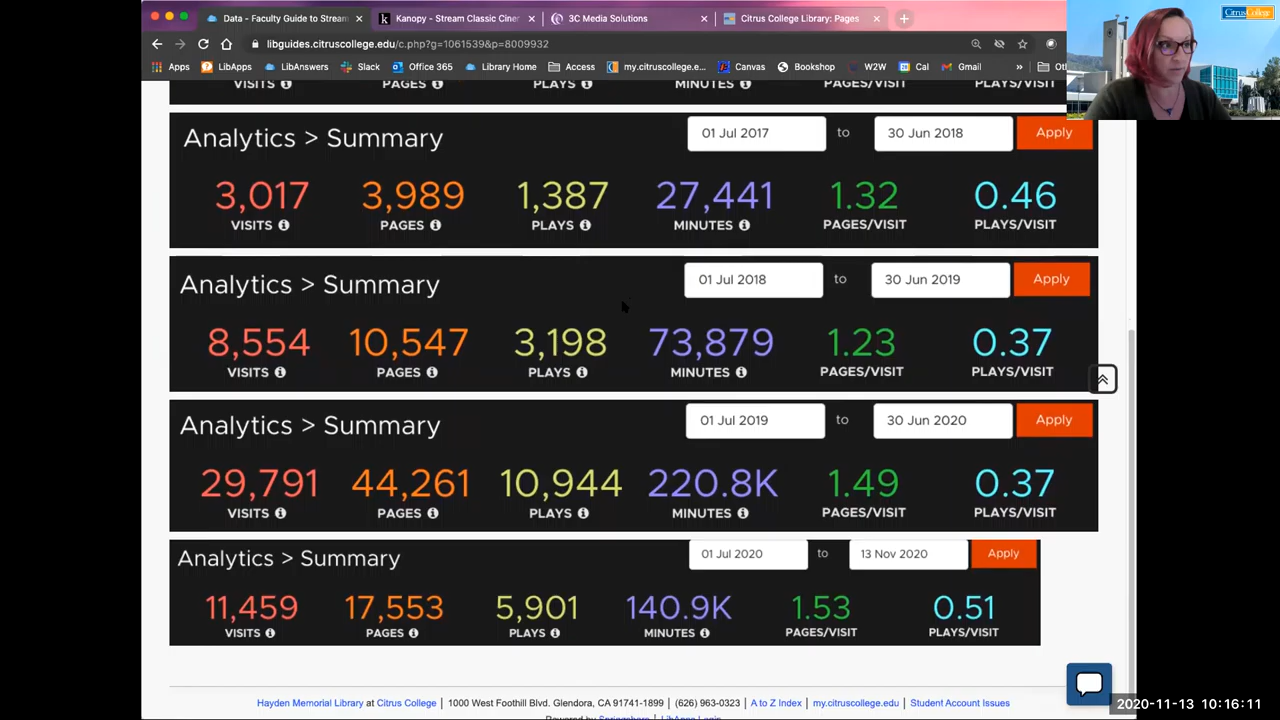 Data - Faculty Guide to Stream
Kanopy - Stream Classic Ciner
3C Media Solutions
Citrus College Library: Pages
libguides.citruscollege.edu/c.php?g=1061539&p=8009932
Apps LibApps LibAnswers Slack Office 365 Library Home Access my.citruscollege.e... Canvas Bookshop W2W Cal Gmail » Ot
CitrusCollege
VISITS PAGES PLAYS MINUTES PAGES/VISIT PLAYS/VISIT
Analytics > Summary 01 Jul 2017 to 30 Jun 2018 Apply
3,017 3,989 1,387 27,441 1.32 0.46
VISITS PAGES PLAYS MINUTES PAGES/VISIT PLAYS/VISIT
Analytics > Summary 01 Jul 2018 to 30 Jun 2019 Apply
8,554 10,547 3,198 73,879 1.23 0.37
VISITS PAGES PLAYS MINUTES PAGES/VISIT PLAYS/VISIT
Analytics > Summary 01 Jul 2019 to 30 Jun 2020 Apply
29,791 44,261 10,944 220.8K 1.49 0.37
VISITS PAGES PLAYS MINUTES PAGES/VISIT PLAYS/VISIT
Analytics > Summary 01 Jul 2020 to 13 Nov 2020 Apply
11,459 17,553 5,901 140.9K 1.53 0.51
VISITS PAGES PLAYS MINUTES PAGES/VISIT PLAYS/VISIT
Hayden Memorial Library at Citrus College | 1000 West Foothill Blvd. Glendora, CA 91741-1899 | (626) 963-0323 | A to Z Index | my.citruscollege.edu | Student Account Issues
Powered by Springshare | LibApps Login
2020-11-13 10:16:11